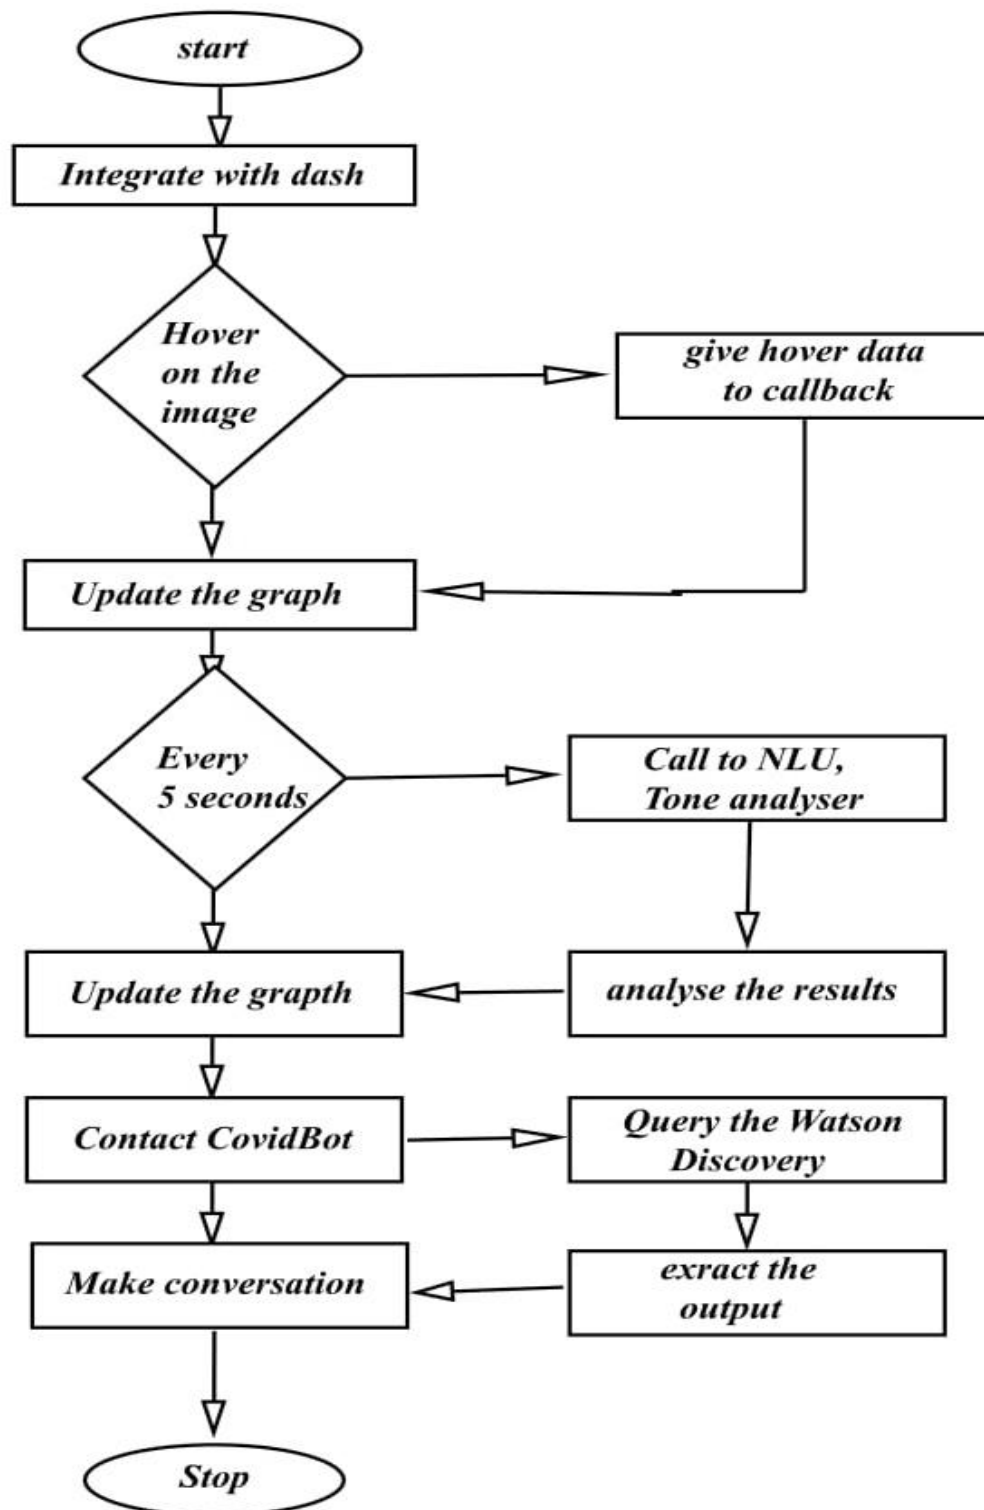 start
Integrate with dash
Hover
on the
image
give hover data
to callback
Update the graph
Every
5 seconds
Call to NLU,
Tone analyser
Update the grapth
analyse the results
Contact CovidBot
Query the Watson
Discovery
Make conversation
exract the
output
Stop